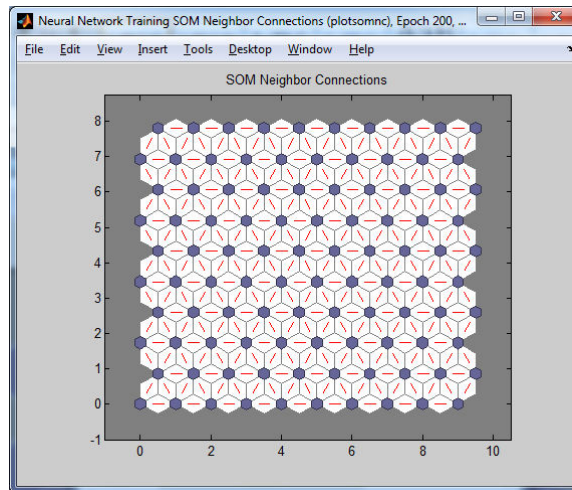 Neural Network Training SOM Neighbor Connections (plotsomnc), Epoch 200, ...
File Edit View Insert Tools Desktop Window Help
SOM Neighbor Connections
8
7
6
5
4
3
2
1
0
-1
0 2 4 6 8 10